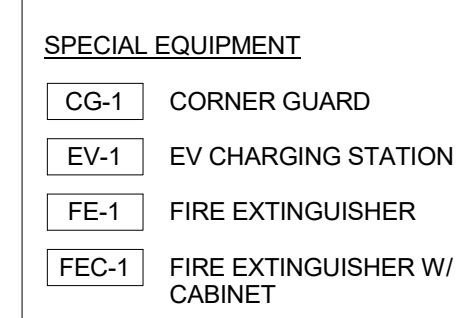 SPECIAL EQUIPMENT
CG-1 CORNER GUARD
EV-1 EV CHARGING STATION
FE-1 FIRE EXTINGUISHER
FEC-1 FIRE EXTINGUISHER W/
CABINET